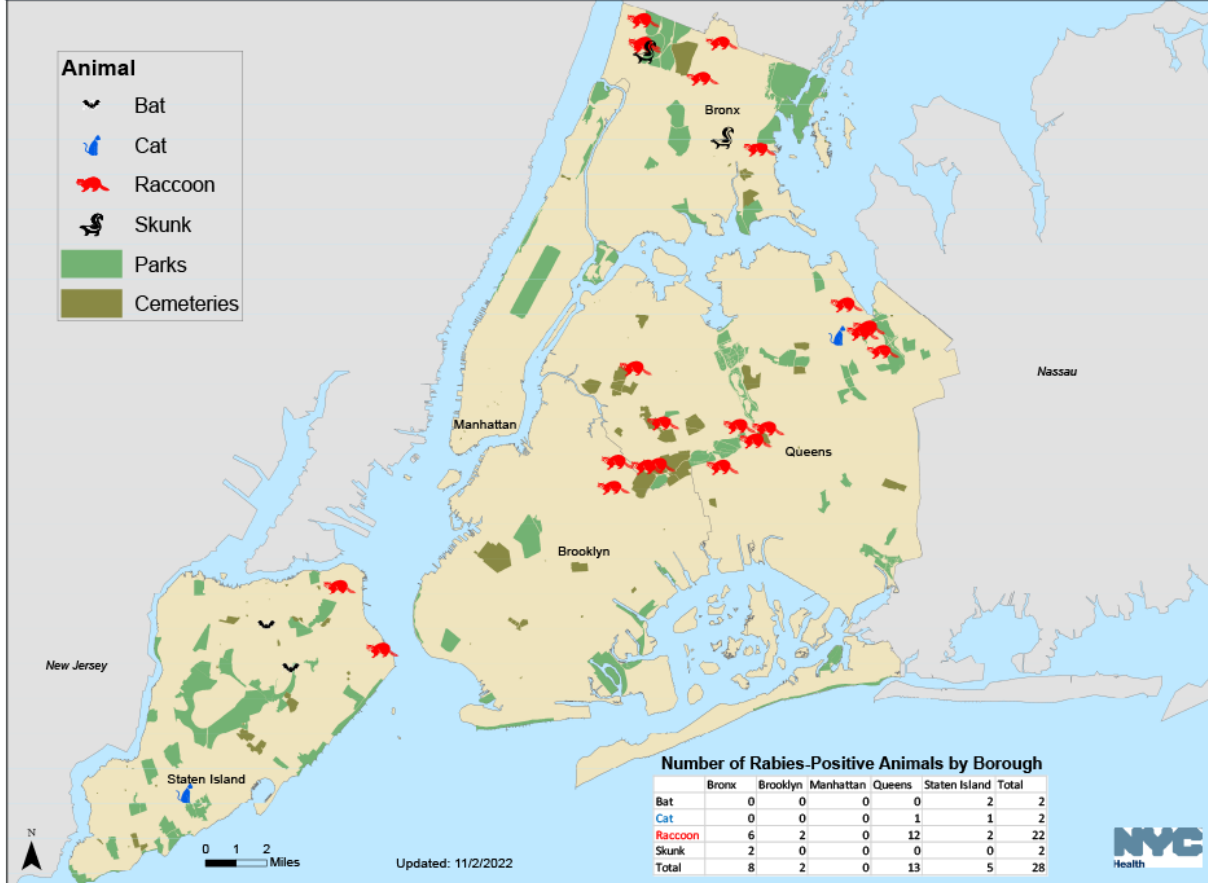 Animal
Bat
Cat
Raccoon
Skunk
Parks
Cemeteries
Bronx
Manhattan
Queens
Nassau
Brooklyn
New Jersey
Staten Island
N
0 1 2
Miles
Updated: 11/2/2022
Number of Rabies-Positive Animals by Borough
Bronx Brooklyn Manhattan Queens Staten Island Total
Bat 0 0 0 0 2 2
Cat 0 0 0 1 1 2
Raccoon 6 2 0 12 2 22
Skunk 2 0 0 0 0 2
Total 8 2 0 13 5 28
NYC
Health